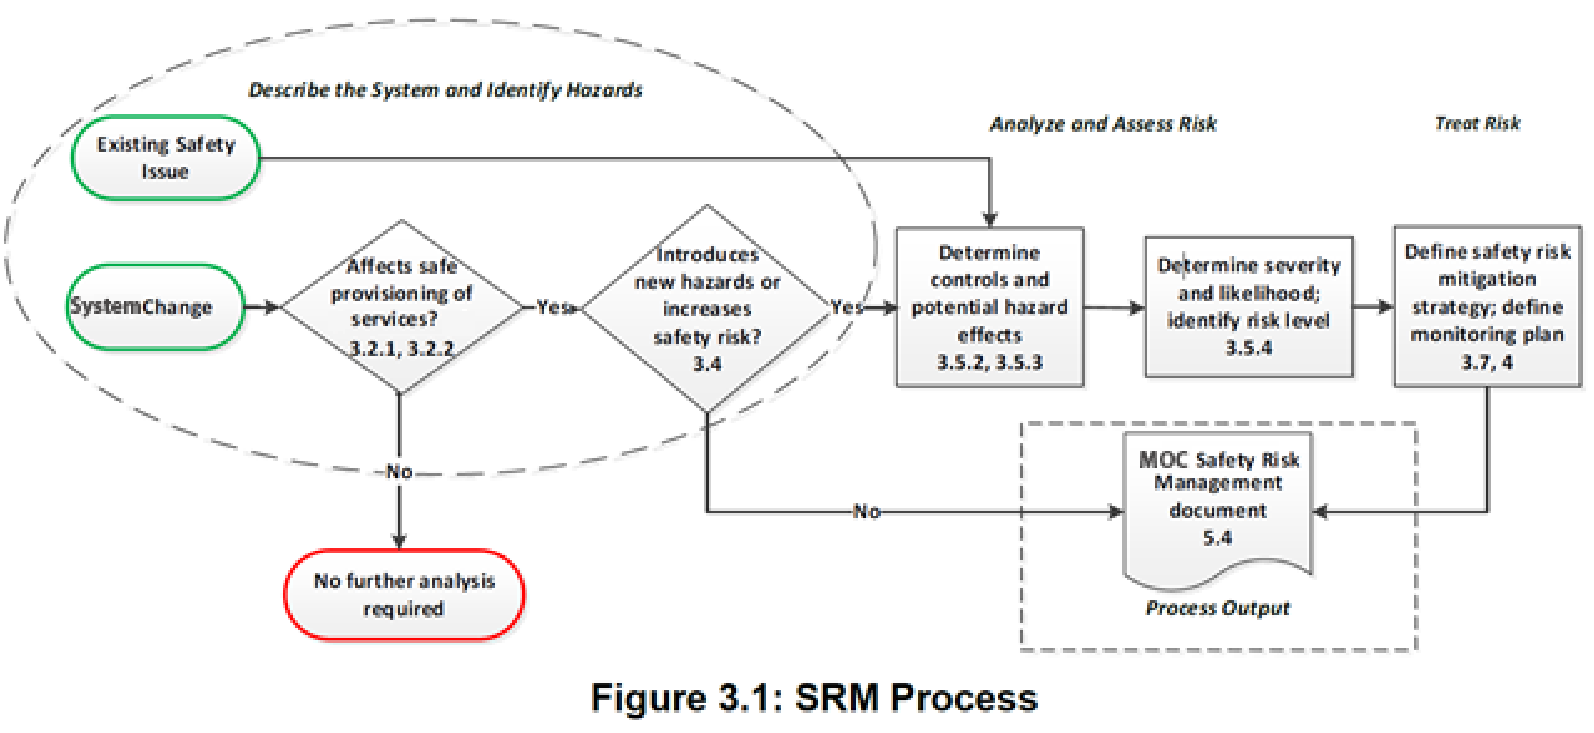 Describe the System and Identify Hazards
Existing Safety
Issue
Analyze and Assess Risk
Treat Risk
SystemChange
Affects safe
provisioning of
services?
3.2.1, 3.2.2
Yes
Introduces
new hazards or
increases
safety risk?
3.4
Yes
Determine
controls and
potential hazard
effects
3.5.2, 3.5.3
Determine severity
and likelihood;
identify risk level
3.5.4
Define safety risk
mitigation
strategy; define
monitoring plan
3.7, 4
No
No
MOC Safety Risk
Management
document
5.4
Process Output
No further analysis
required
Figure 3.1: SRM Process